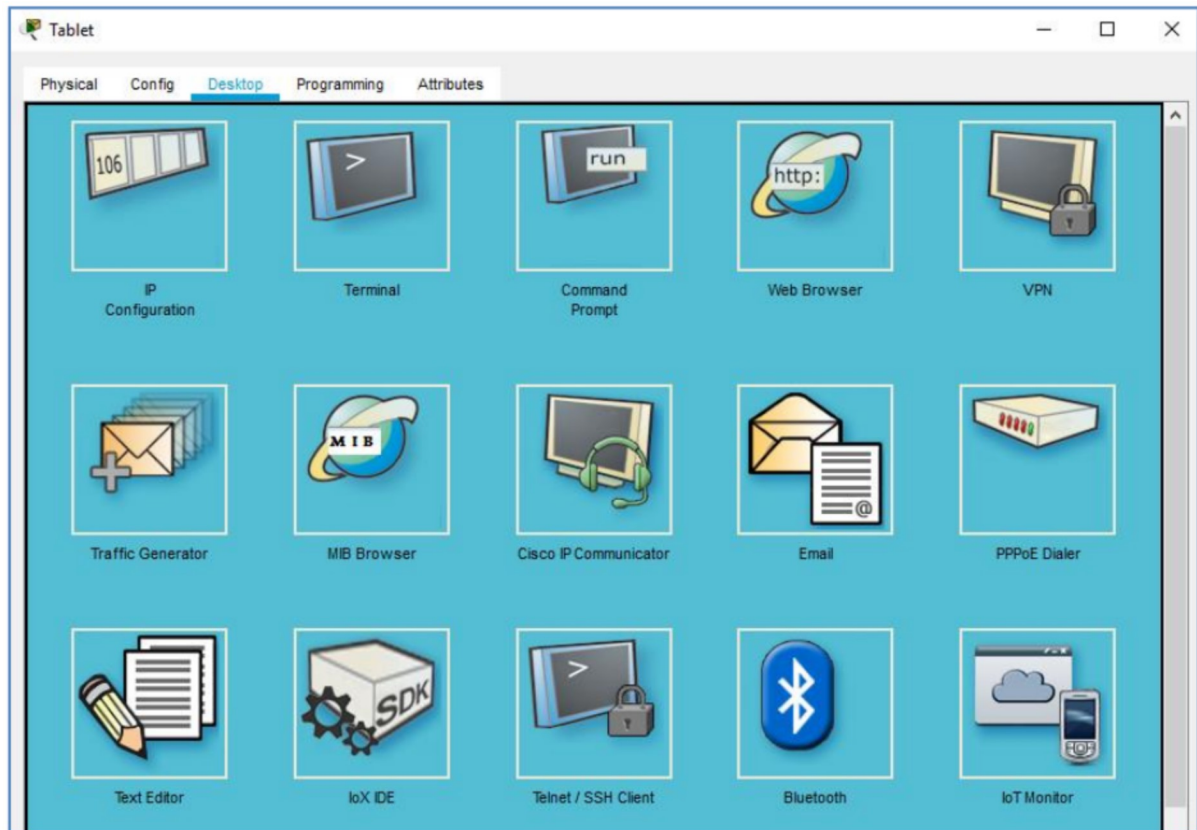 Tablet
Physical Config Desktop Programming Attributes
106
>
run
http:
IP
Configuration
Terminal
Command
Prompt
Web Browser
VPN
MIB
Traffic Generator
MIB Browser
Cisco IP Communicator
@
Email
PPPoE Dialer
SDK
>
Text Editor
IoX IDE
Telnet / SSH Client
Bluetooth
IoT Monitor